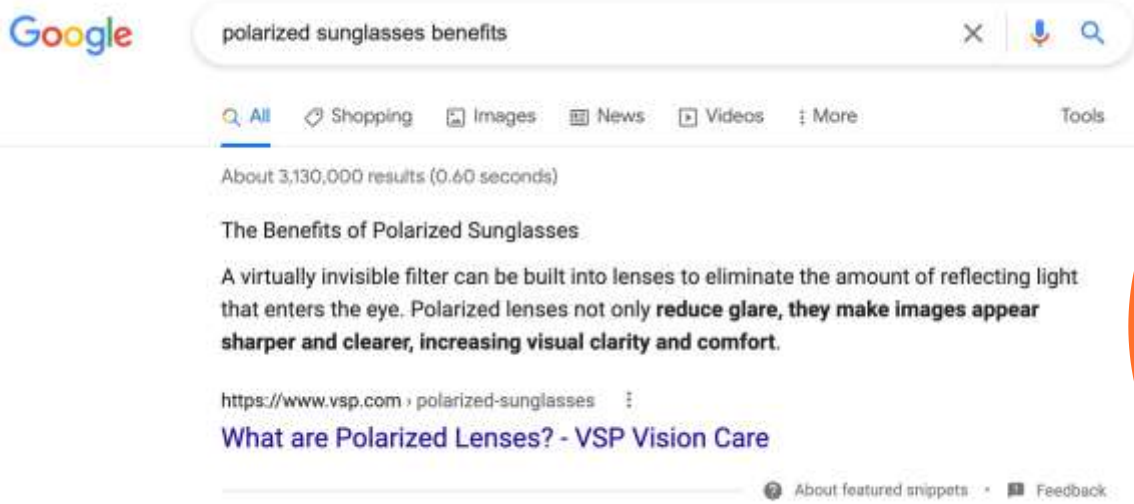 Google
polarized sunglasses benefits
All Shopping Images News Videos More Tools
About 3,130,000 results (0.60 seconds)
The Benefits of Polarized Sunglasses
A virtually invisible filter can be built into lenses to eliminate the amount of reflecting light
that enters the eye. Polarized lenses not only reduce glare, they make images appear
sharper and clearer, increasing visual clarity and comfort.
https://www.vsp.com › polarized-sunglasses
What are Polarized Lenses? - VSP Vision Care
About featured snippets • Feedback